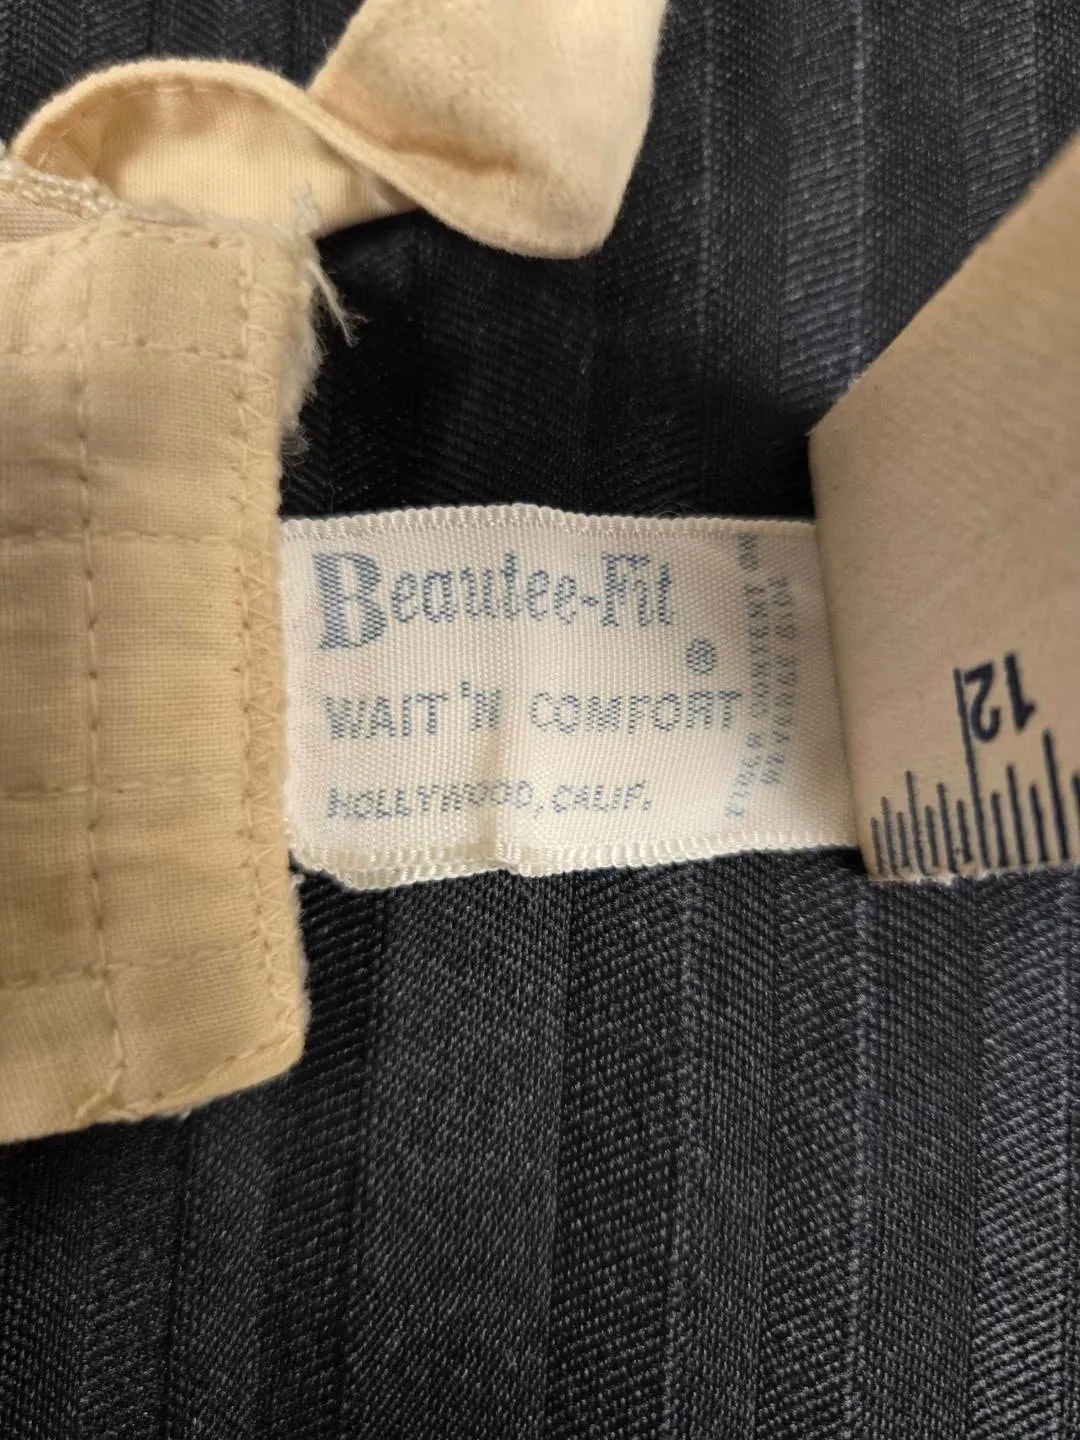 Beautee-Fit
®
WAIT 'N COMFORT
HOLLYWOOD, CALIF.
12